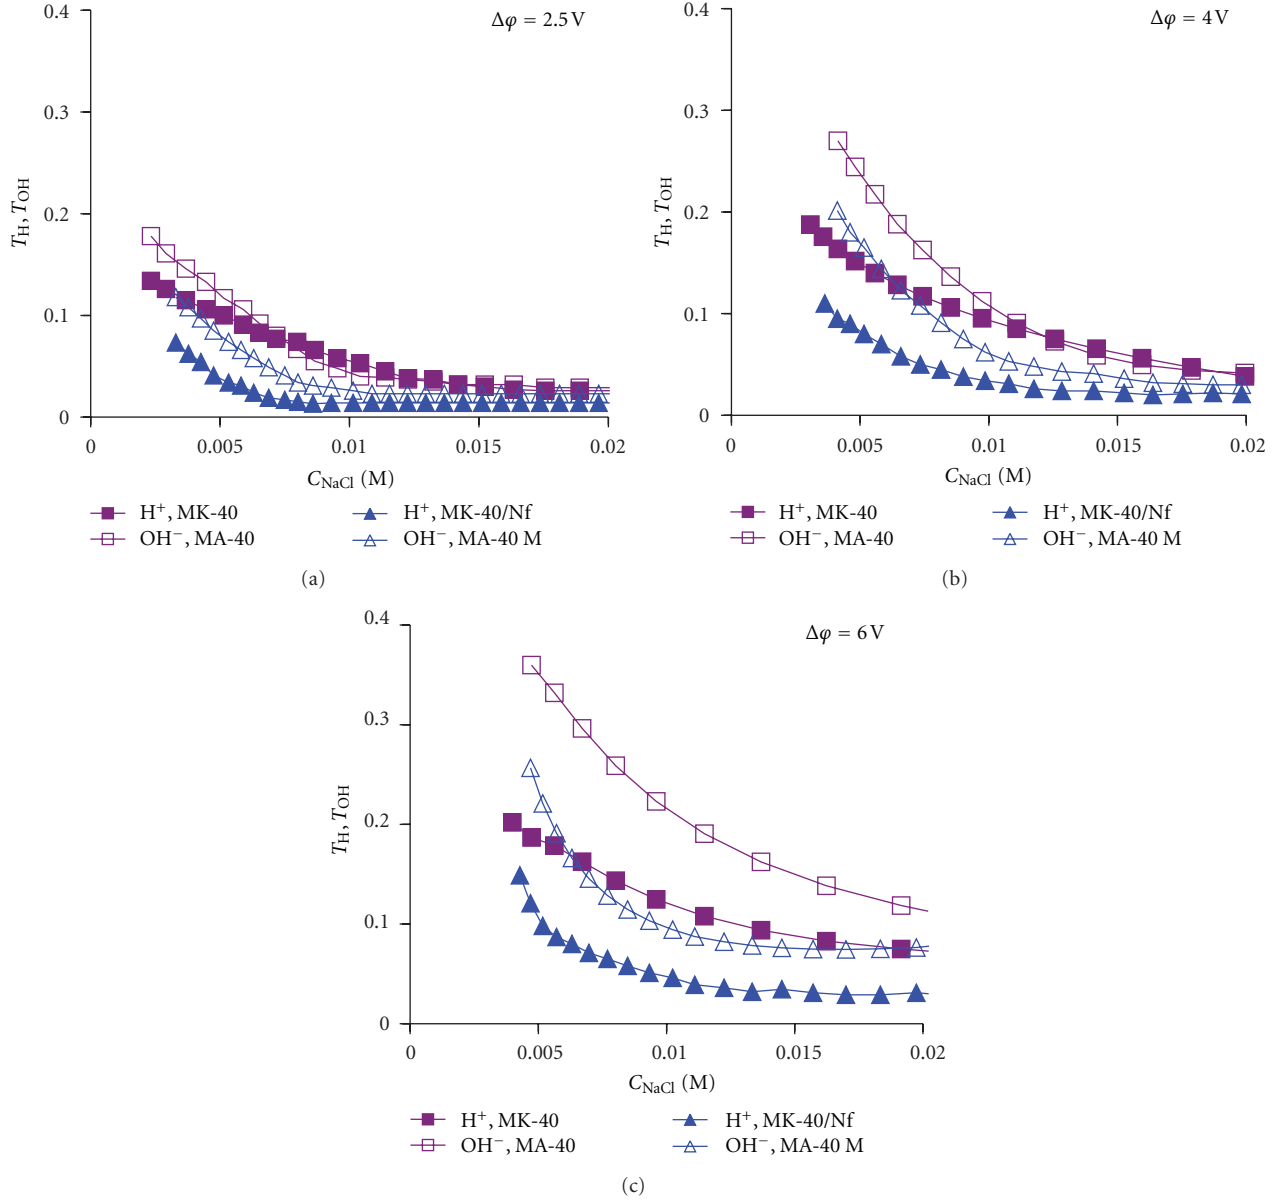 0.4
Δφ = 2.5 V
0.3
0.2
0.1
0
T_H, T_OH
0 0.005 0.01 0.015 0.02
C_NaCl (M)
H⁺, MK-40 H⁺, MK-40/Nf
OH⁻, MA-40 OH⁻, MA-40 M
(a)
0.4
Δφ = 4 V
0.3
0.2
0.1
0
T_H, T_OH
0 0.005 0.01 0.015 0.02
C_NaCl (M)
H⁺, MK-40 H⁺, MK-40/Nf
OH⁻, MA-40 OH⁻, MA-40 M
(b)
0.4
Δφ = 6 V
0.3
0.2
0.1
0
T_H, T_OH
0 0.005 0.01 0.015 0.02
C_NaCl (M)
H⁺, MK-40 H⁺, MK-40/Nf
OH⁻, MA-40 OH⁻, MA-40 M
(c)